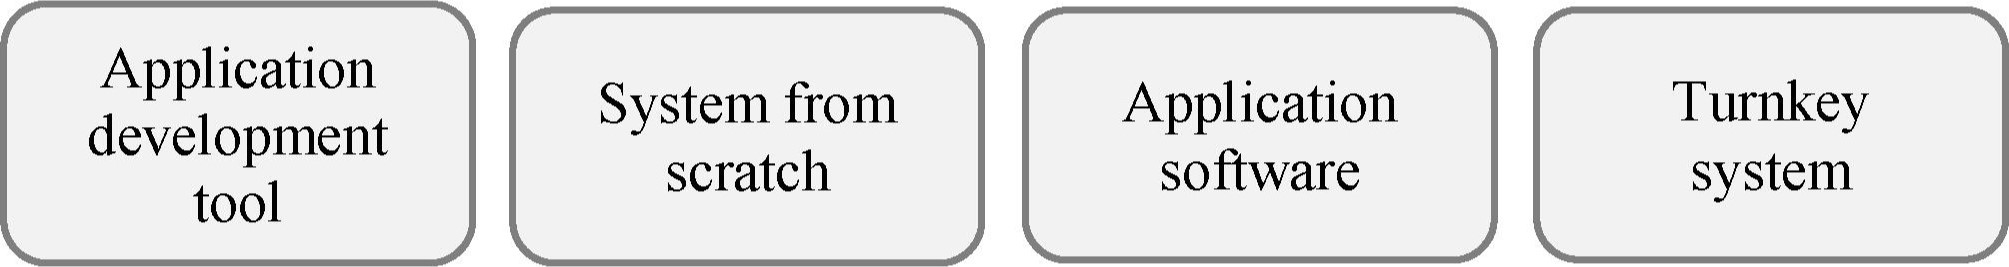 Application
development
tool
System from
scratch
Application
software
Turnkey
system